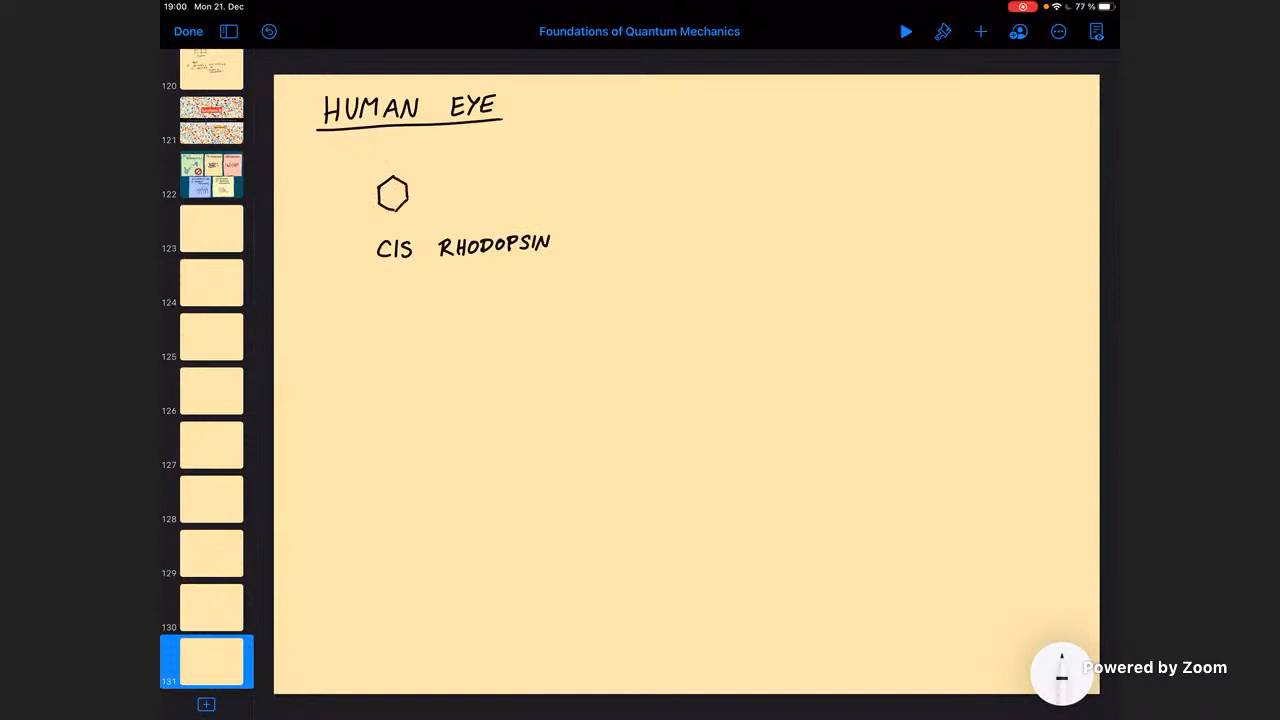 19:00 Mon 21. Dec
77 %
Done
Foundations of Quantum Mechanics
120
121
122
123
124
125
126
127
128
129
130
131
HUMAN EYE
CIS RHODOPSIN
Powered by Zoom